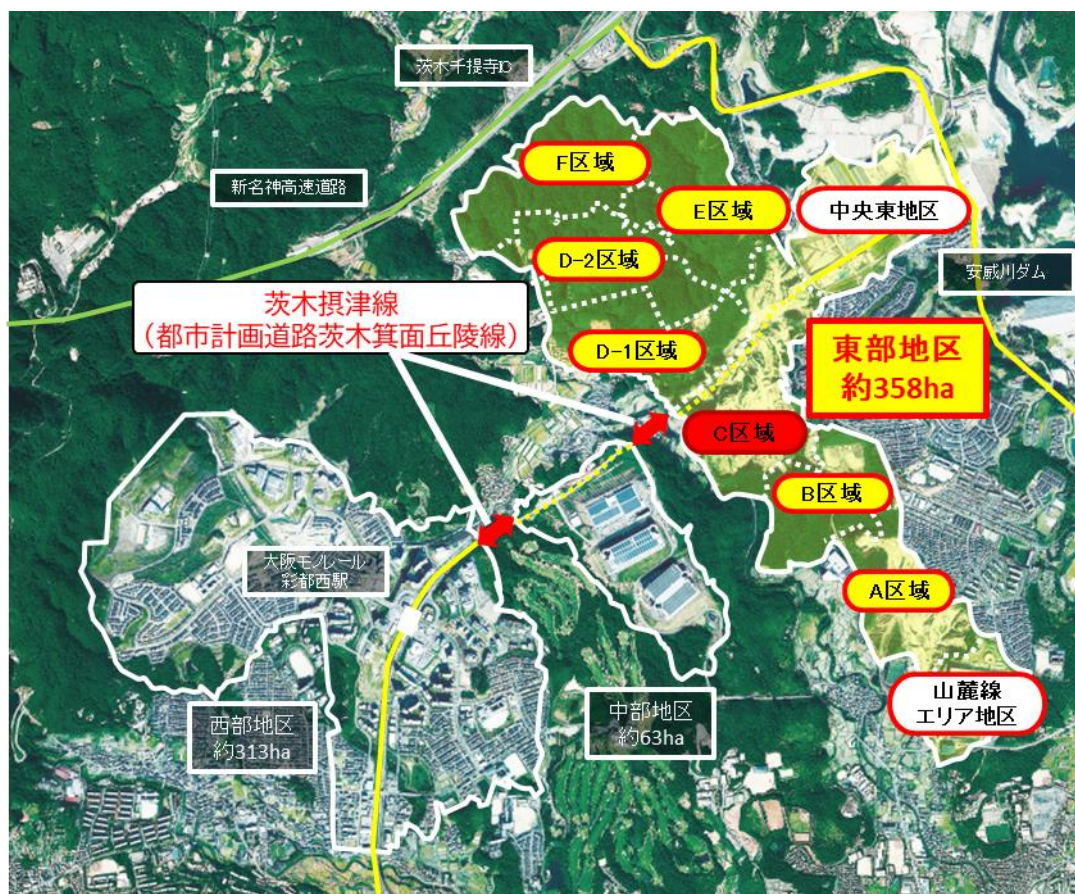 茨木千提寺IC
新名神高速道路
F区域
E区域
中央東地区
D-2区域
安威川ダム
茨木摂津線
（都市計画道路茨木箕面丘陵線）
D-1区域
東部地区
約358ha
C区域
B区域
大阪モノレール
彩都西駅
A区域
西部地区
約313ha
中部地区
約63ha
山麓線
エリア地区